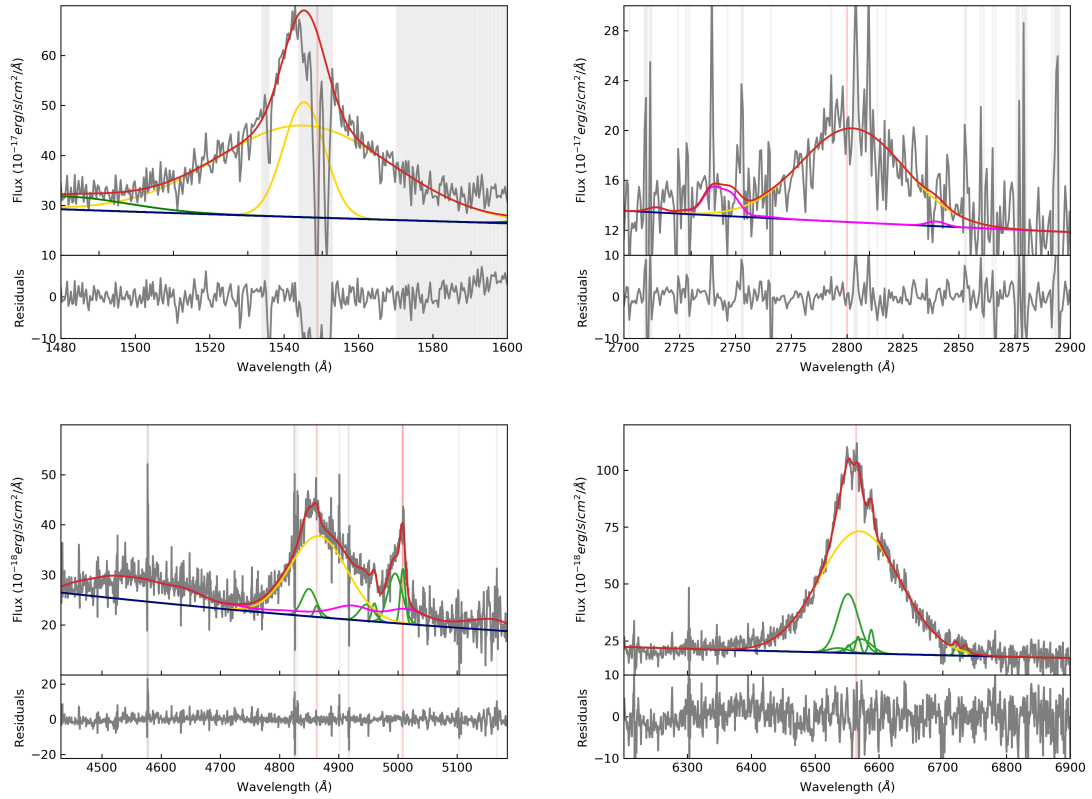 Flux (10⁻¹⁷erg/s/cm²/Å)
60
50
40
30
Residuals
10
0
−10
1480 1500 1520 1540 1560 1580 1600
Wavelength (Å)
Flux (10⁻¹⁷erg/s/cm²/Å)
28
24
20
16
12
Residuals
10
0
−10
2700 2725 2750 2775 2800 2825 2850 2875 2900
Wavelength (Å)
Flux (10⁻¹⁸erg/s/cm²/Å)
50
40
30
20
Residuals
20
0
−20
4500 4600 4700 4800 4900 5000 5100
Wavelength (Å)
Flux (10⁻¹⁸erg/s/cm²/Å)
100
75
50
25
Residuals
10
0
−10
6300 6400 6500 6600 6700 6800 6900
Wavelength (Å)